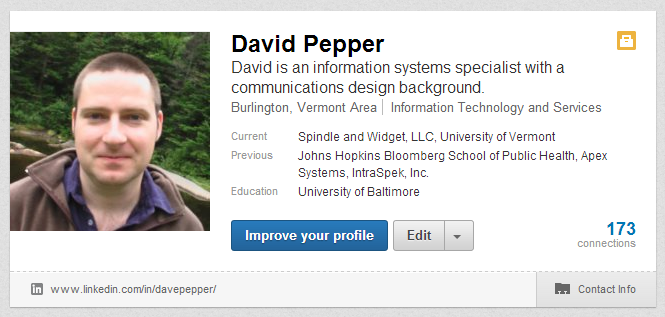 David Pepper
David is an information systems specialist with a
communications design background.
Burlington, Vermont Area | Information Technology and Services
Current Spindle and Widget, LLC, University of Vermont
Previous Johns Hopkins Bloomberg School of Public Health, Apex
Systems, IntraSpek, Inc.
Education University of Baltimore
Improve your profile Edit 173
connections
in www.linkedin.com/in/davepepper/ Contact Info